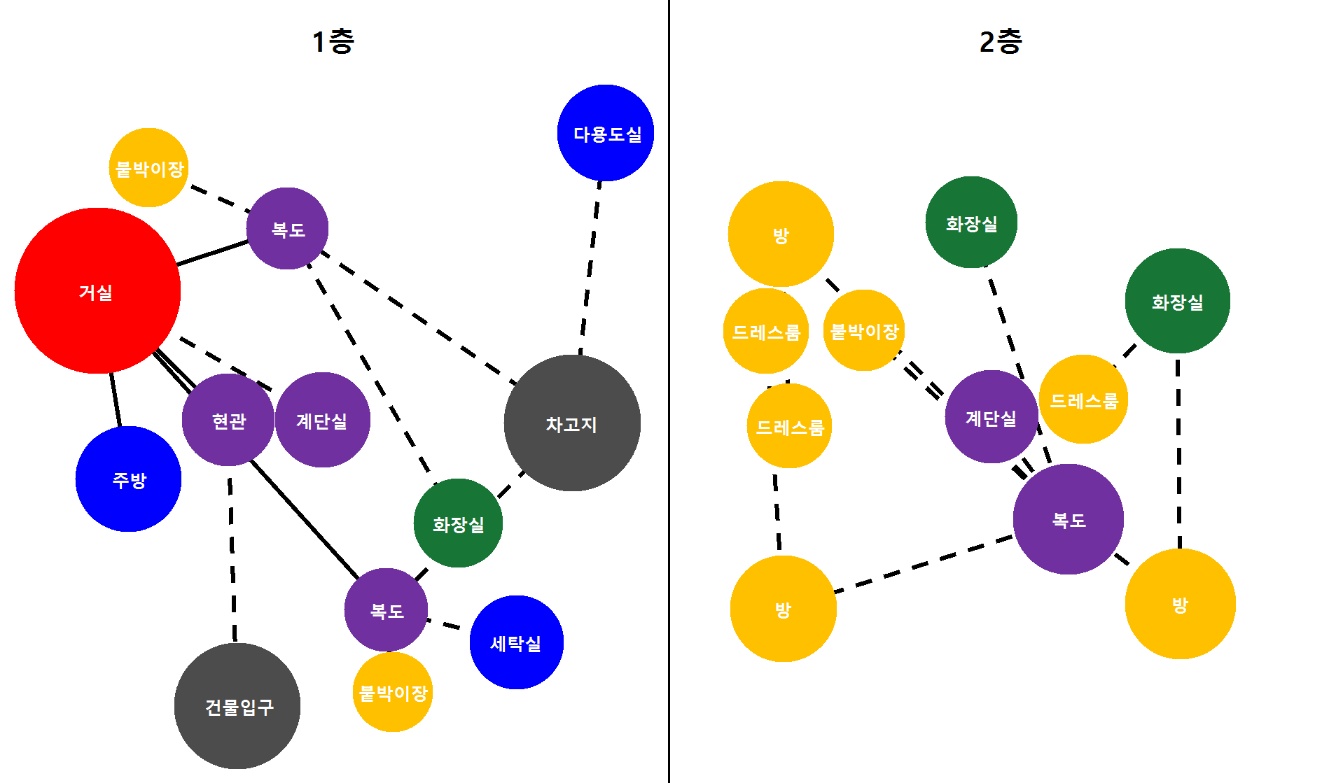 1층
다용도실
붙박이장
복도
거실
현관
계단실
차고지
주방
화장실
복도
세탁실
붙박이장
건물입구
2층
화장실
방
화장실
드레스룸
붙박이장
드레스룸
계단실
드레스룸
복도
방
방